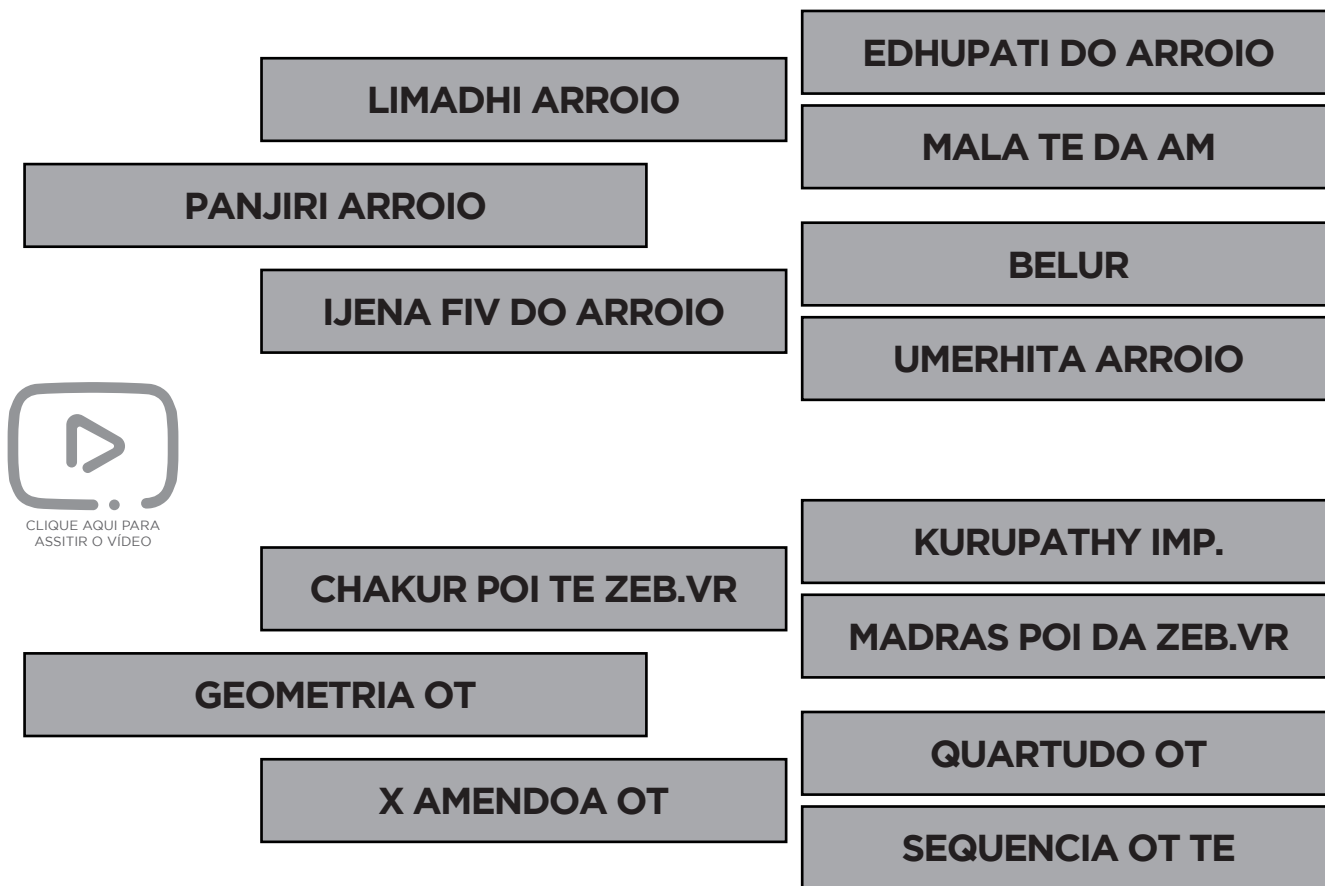 EDHUPATI DO ARROIO
LIMADHI ARROIO
MALA TE DA AM
PANJIRI ARROIO
BELUR
IJENA FIV DO ARROIO
UMERHITA ARROIO
CLIQUE AQUI PARA
ASSITIR O VÍDEO
KURUPATHY IMP.
CHAKUR POI TE ZEB.VR
MADRAS POI DA ZEB.VR
GEOMETRIA OT
QUARTUDO OT
X AMENDOA OT
SEQUENCIA OT TE